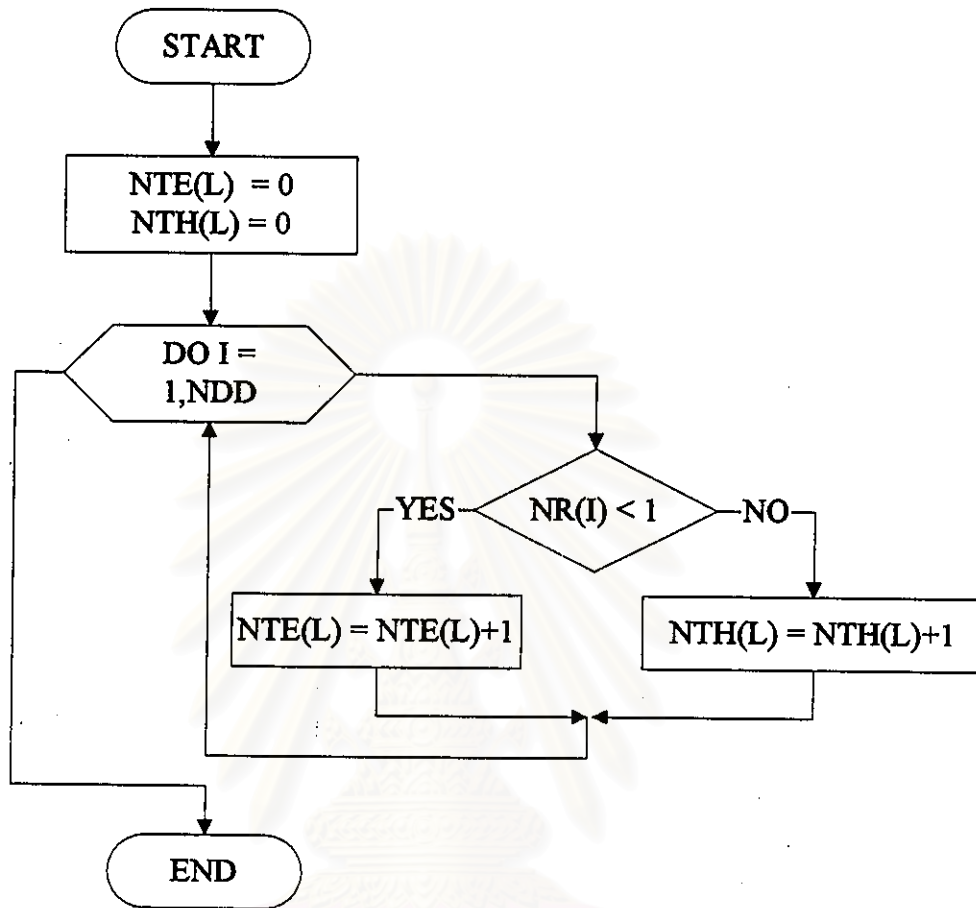 START
NTE(L) = 0
NTH(L) = 0
DO I =
1,NDD
NR(I) < 1
YES
NO
NTE(L) = NTE(L)+1
NTH(L) = NTH(L)+1
END